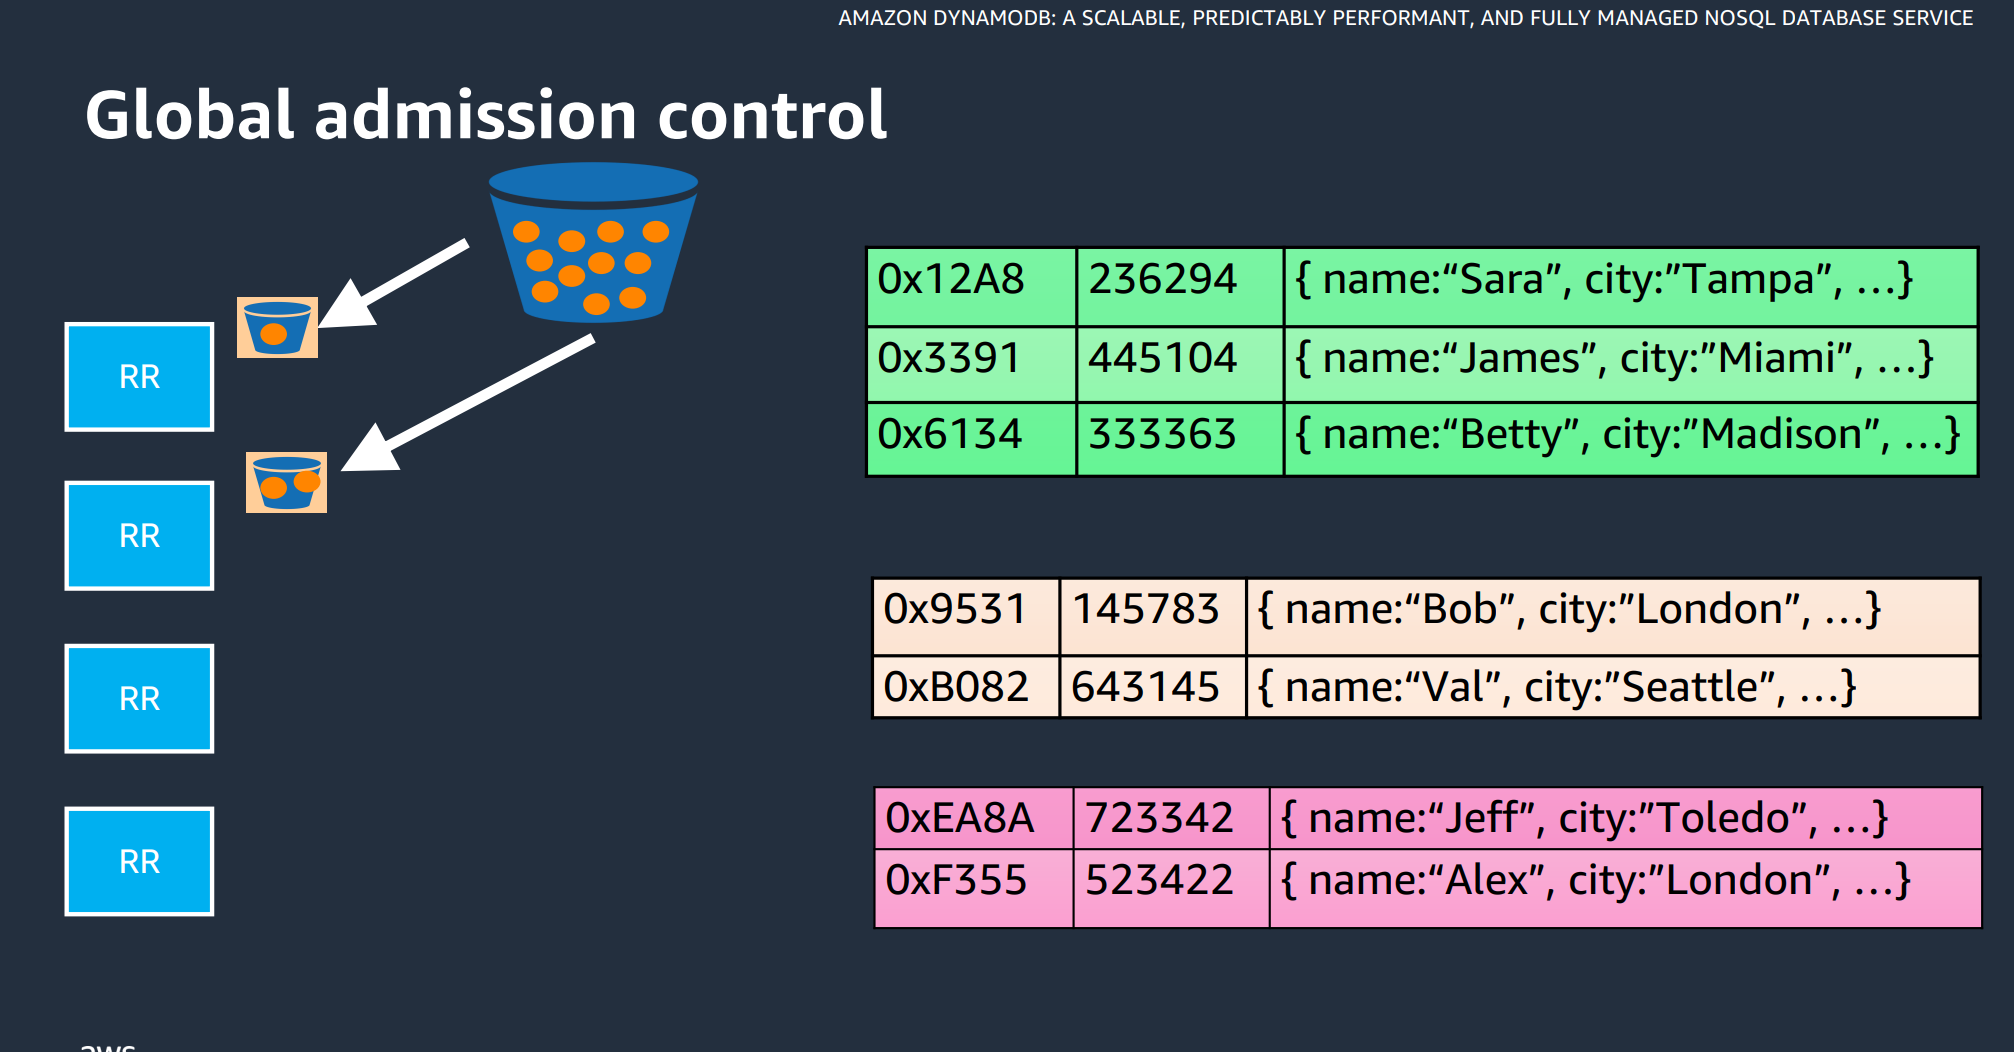 AMAZON DYNAMODB: A SCALABLE, PREDICTABLY PERFORMANT, AND FULLY MANAGED NOSQL DATABASE SERVICE
Global admission control
RR
RR
RR
RR
0x12A8 236294 { name:“Sara”, city:”Tampa”, …}
0x3391 445104 { name:“James”, city:”Miami”, …}
0x6134 333363 { name:“Betty”, city:”Madison”, …}
0x9531 145783 { name:“Bob”, city:”London”, …}
0xB082 643145 { name:“Val”, city:”Seattle”, …}
0xEA8A 723342 { name:“Jeff”, city:”Toledo”, …}
0xF355 523422 { name:“Alex”, city:”London”, …}
aws